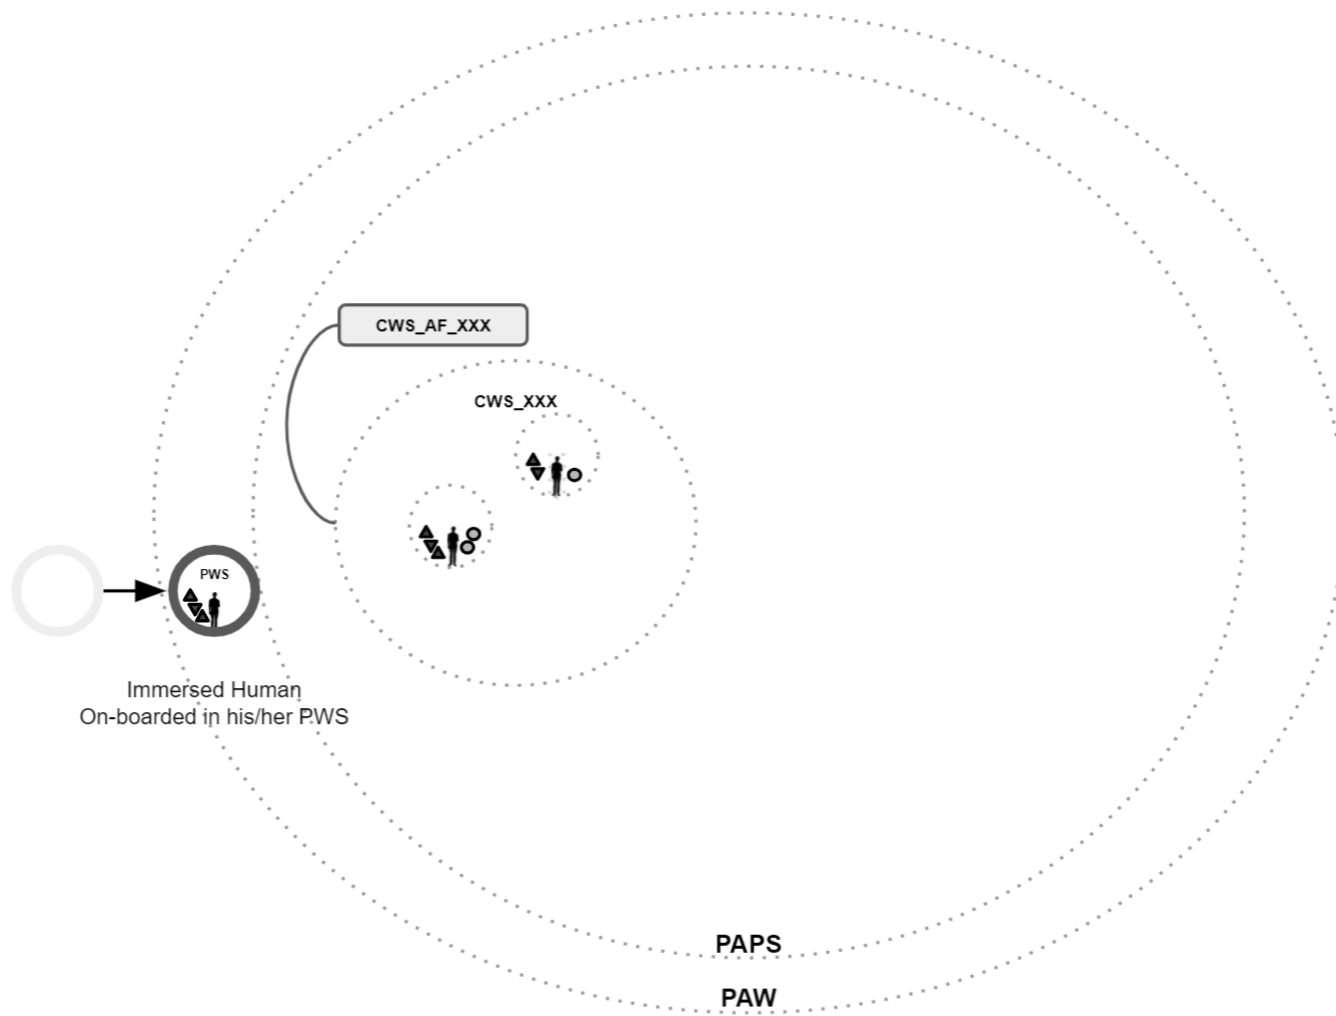 CWS_AF_XXX
CWS_XXX
PWS
Immersed Human
On-boarded in his/her PWS
PAPS
PAW